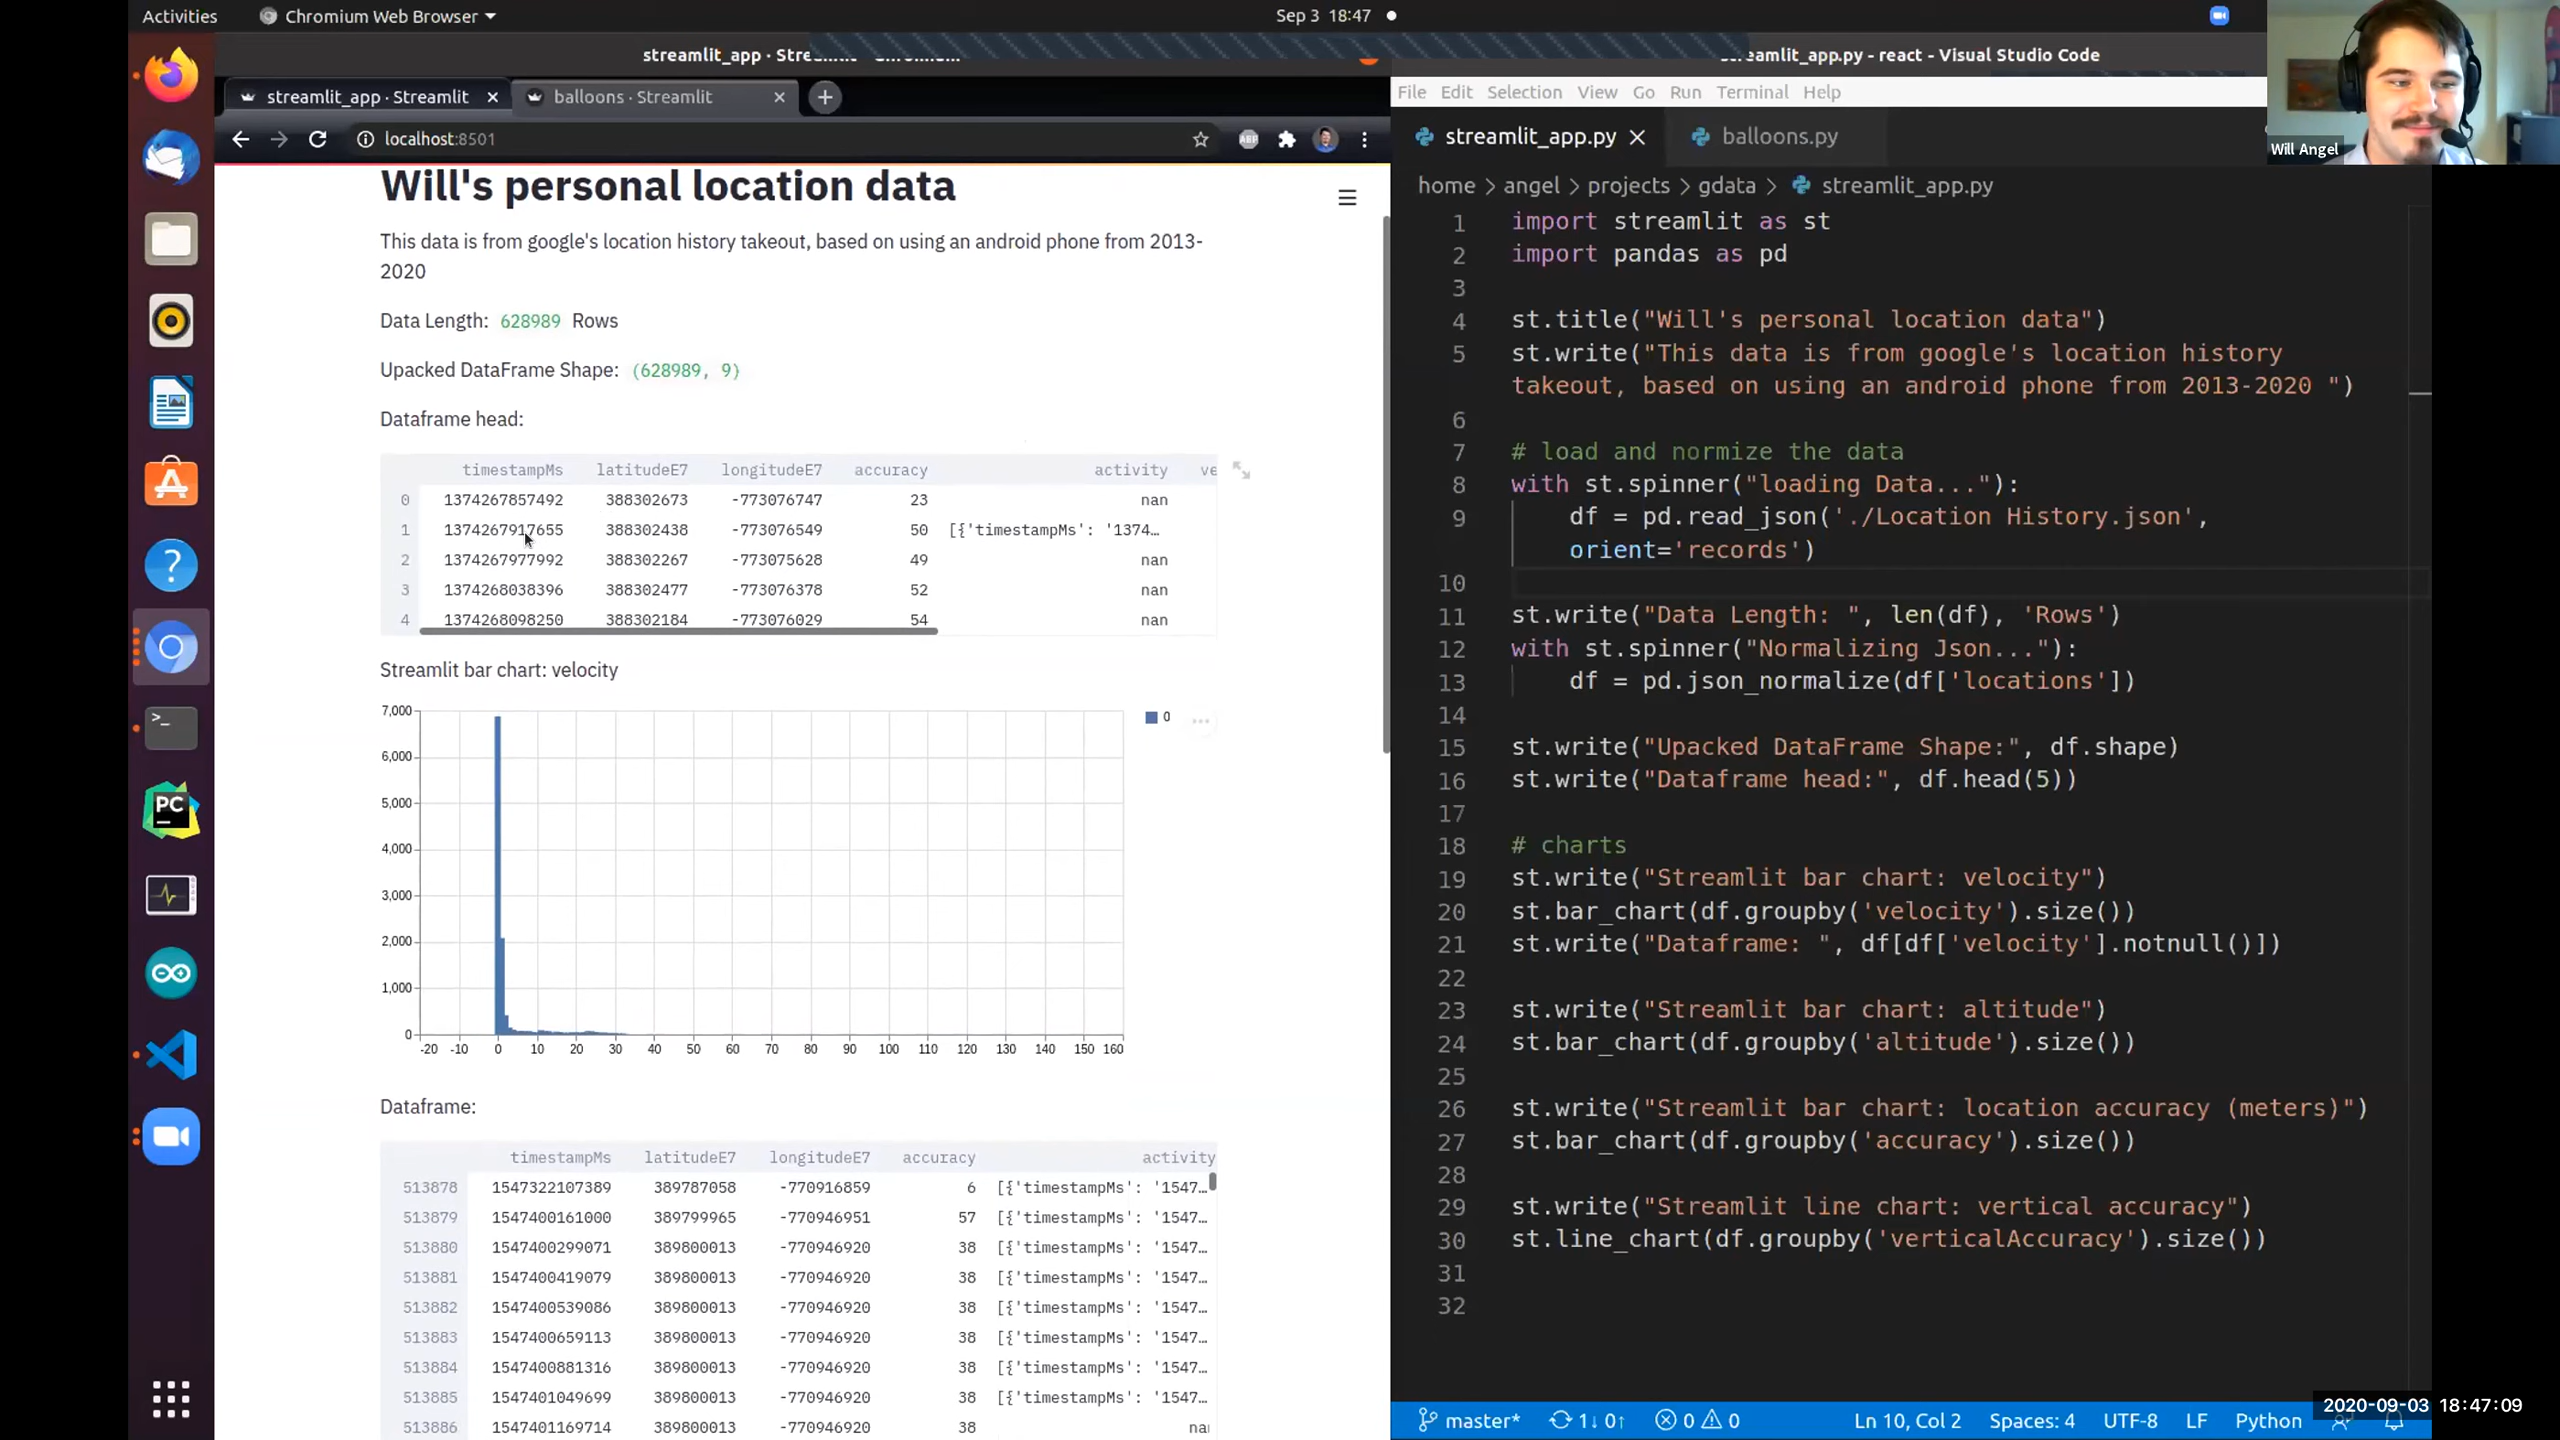 Activities
Chromium Web Browser
Sep 3 18:47
streamlit_app · Stre
streamlit_app · Streamlit
balloons · Streamlit
localhost:8501
ABP
Will's personal location data
This data is from google's location history takeout, based on using an android phone from 2013-
2020
Data Length: 628989 Rows
Upacked DataFrame Shape: (628989, 9)
Dataframe head:
timestampMs latitudeE7 longitudeE7 accuracy activity ve
0 1374267857492 388302673 -773076747 23 nan
1 1374267917655 388302438 -773076549 50 [{'timestampMs': '1374…
2 1374267977992 388302267 -773075628 49 nan
3 1374268038396 388302477 -773076378 52 nan
4 1374268098250 388302184 -773076029 54 nan
Streamlit bar chart: velocity
7,000
6,000
5,000
4,000
3,000
2,000
1,000
0
-20 -10 0 10 20 30 40 50 60 70 80 90 100 110 120 130 140 150 160
0
Dataframe:
timestampMs latitudeE7 longitudeE7 accuracy activity
513878 1547322107389 389787058 -770916859 6 [{'timestampMs': '1547…
513879 1547400161000 389799965 -770946951 57 [{'timestampMs': '1547…
513880 1547400299071 389800013 -770946920 38 [{'timestampMs': '1547…
513881 1547400419079 389800013 -770946920 38 [{'timestampMs': '1547…
513882 1547400539086 389800013 -770946920 38 [{'timestampMs': '1547…
513883 1547400659113 389800013 -770946920 38 [{'timestampMs': '1547…
513884 1547400881316 389800013 -770946920 38 [{'timestampMs': '1547…
513885 1547401049699 389800013 -770946920 38 [{'timestampMs': '1547…
513886 1547401169714 389800013 -770946920 38 na
PC
>_
?
treamlit_app.py - react - Visual Studio Code
File Edit Selection View Go Run Terminal Help
Will Angel
streamlit_app.py
balloons.py
home > angel > projects > gdata > streamlit_app.py
1 import streamlit as st
2 import pandas as pd
3
4 st.title("Will's personal location data")
5 st.write("This data is from google's location history
takeout, based on using an android phone from 2013-2020 ")
6
7 # load and normize the data
8 with st.spinner("loading Data..."):
9 df = pd.read_json('./Location History.json',
orient='records')
10
11 st.write("Data Length: ", len(df), 'Rows')
12 with st.spinner("Normalizing Json..."):
13 df = pd.json_normalize(df['locations'])
14
15 st.write("Upacked DataFrame Shape:", df.shape)
16 st.write("Dataframe head:", df.head(5))
17
18 # charts
19 st.write("Streamlit bar chart: velocity")
20 st.bar_chart(df.groupby('velocity').size())
21 st.write("Dataframe: ", df[df['velocity'].notnull()])
22
23 st.write("Streamlit bar chart: altitude")
24 st.bar_chart(df.groupby('altitude').size())
25
26 st.write("Streamlit bar chart: location accuracy (meters)")
27 st.bar_chart(df.groupby('accuracy').size())
28
29 st.write("Streamlit line chart: vertical accuracy")
30 st.line_chart(df.groupby('verticalAccuracy').size())
31
32
master* 1↓ 0↑ 0 0 Ln 10, Col 2 Spaces: 4 UTF-8 LF Python
2020-09-03 18:47:09